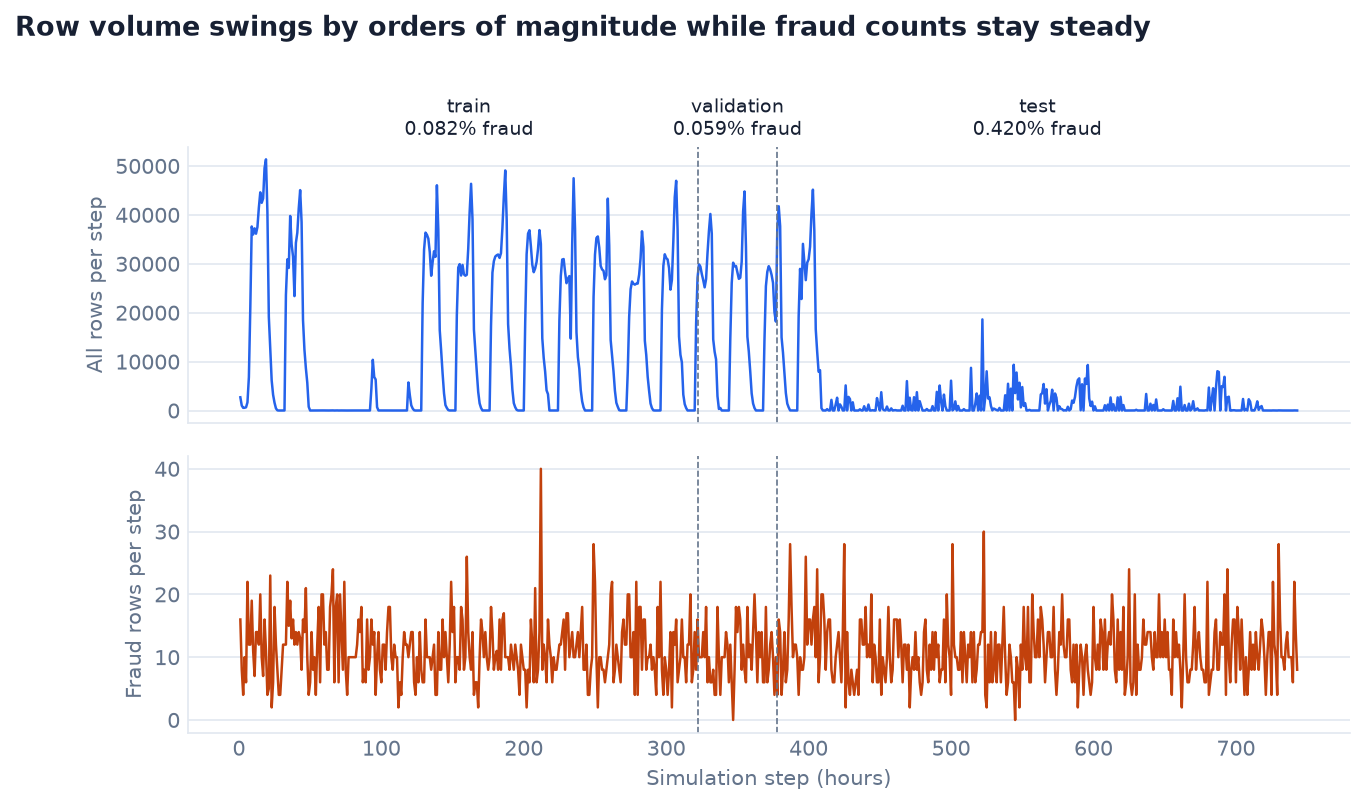 Row volume swings by orders of magnitude while fraud counts stay steady
train
0.082% fraud
validation
0.059% fraud
test
0.420% fraud
All rows per step
50000
40000
30000
20000
10000
0
Fraud rows per step
40
30
20
10
0
0 100 200 300 400 500 600 700
Simulation step (hours)